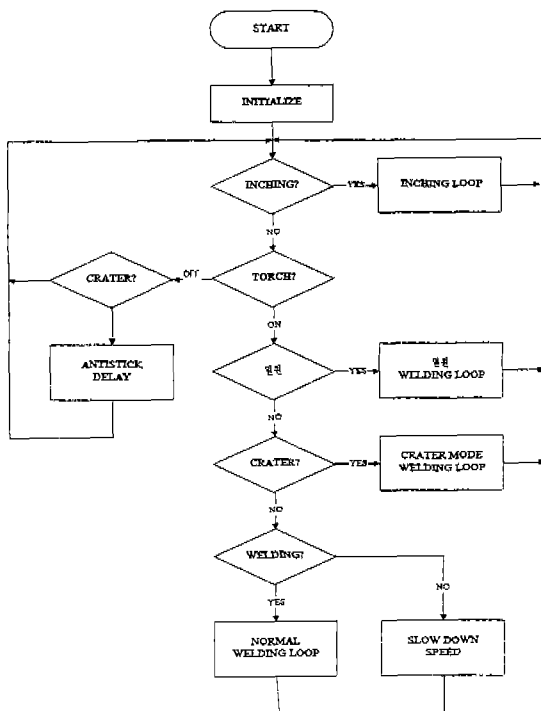 START
INITIALIZE
INCHING?
YES
INCHING LOOP
NO
CRATER?
OFF
TORCH?
ON
ANTISTICK
DELAY
YES
WELDING LOOP
NO
CRATER?
YES
CRATER MODE
WELDING LOOP
NO
WELDING?
YES
NO
NORMAL
WELDING LOOP
SLOW DOWN
SPEED